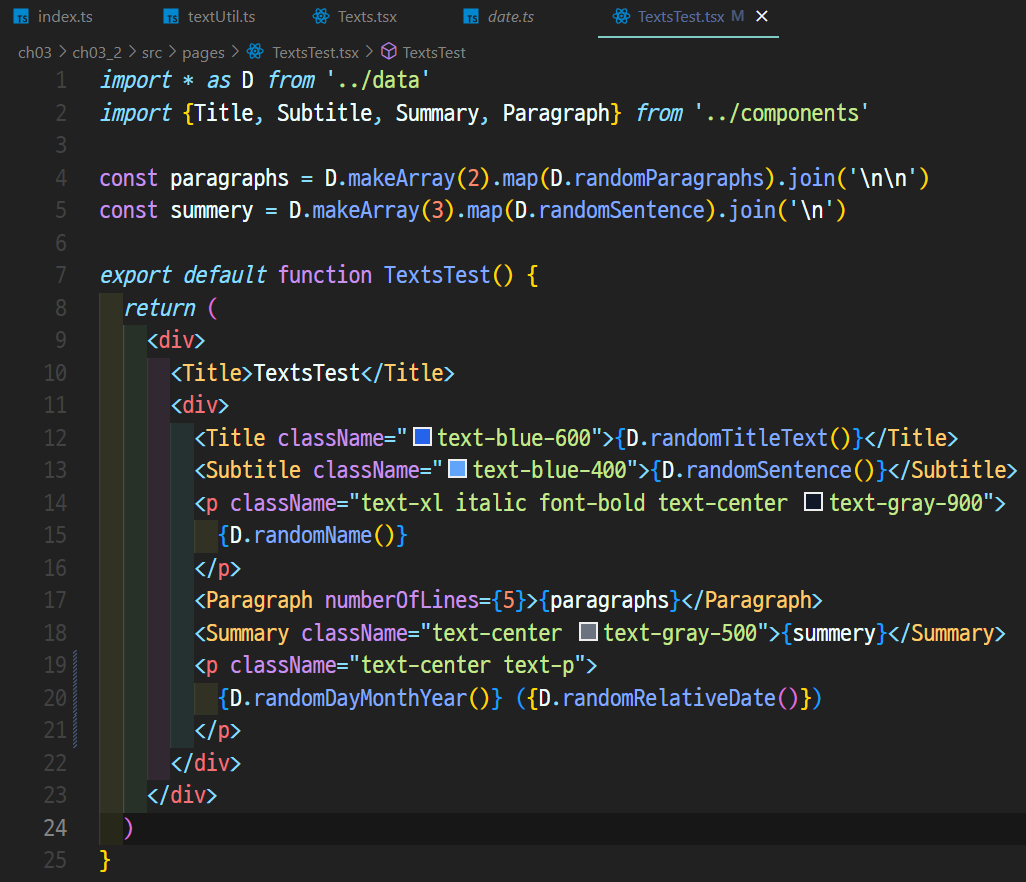 index.ts textUtil.ts Texts.tsx date.ts TextsTest.tsx M
ch03 > ch03_2 > src > pages > TextsTest.tsx > TextsTest
1 import * as D from '../data'
2 import {Title, Subtitle, Summary, Paragraph} from '../components'
3
4 const paragraphs = D.makeArray(2).map(D.randomParagraphs).join('\n\n')
5 const summery = D.makeArray(3).map(D.randomSentence).join('\n')
6
7 export default function TextsTest() {
8   return (
9     <div>
10       <Title>TextsTest</Title>
11       <div>
12         <Title className="text-blue-600">{D.randomTitleText()}</Title>
13         <Subtitle className="text-blue-400">{D.randomSentence()}</Subtitle>
14         <p className="text-xl italic font-bold text-center text-gray-900">
15           {D.randomName()}
16         </p>
17         <Paragraph numberOfLines={5}>{paragraphs}</Paragraph>
18         <Summary className="text-center text-gray-500">{summery}</Summary>
19         <p className="text-center text-p">
20           {D.randomDayMonthYear()} ({D.randomRelativeDate()})
21         </p>
22       </div>
23     </div>
24   )
25 }